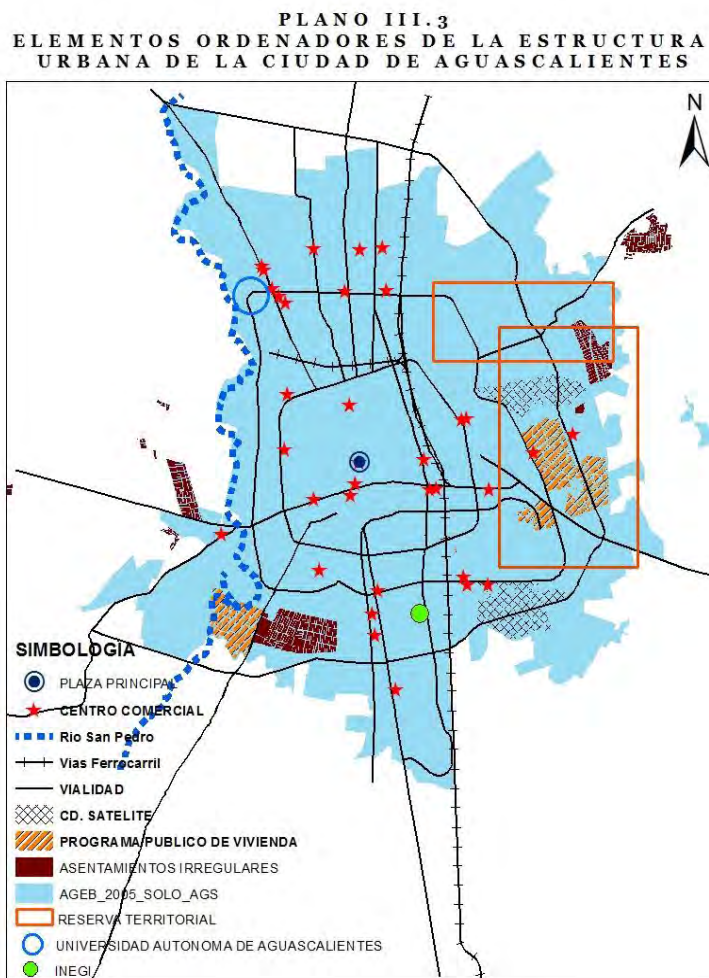 PLANO III.3
ELEMENTOS ORDENADORES DE LA ESTRUCTURA
URBANA DE LA CIUDAD DE AGUASCALIENTES
N
SIMBOLOGIA
PLAZA PRINCIPAL
CENTRO COMERCIAL
Rio San Pedro
Vias Ferrocarril
VIALIDAD
CD. SATELITE
PROGRAMA PUBLICO DE VIVIENDA
ASENTAMIENTOS IRREGULARES
AGEB_2005_SOLO_AGS
RESERVA TERRITORIAL
UNIVERSIDAD AUTONOMA DE AGUASCALIENTES
INEGI